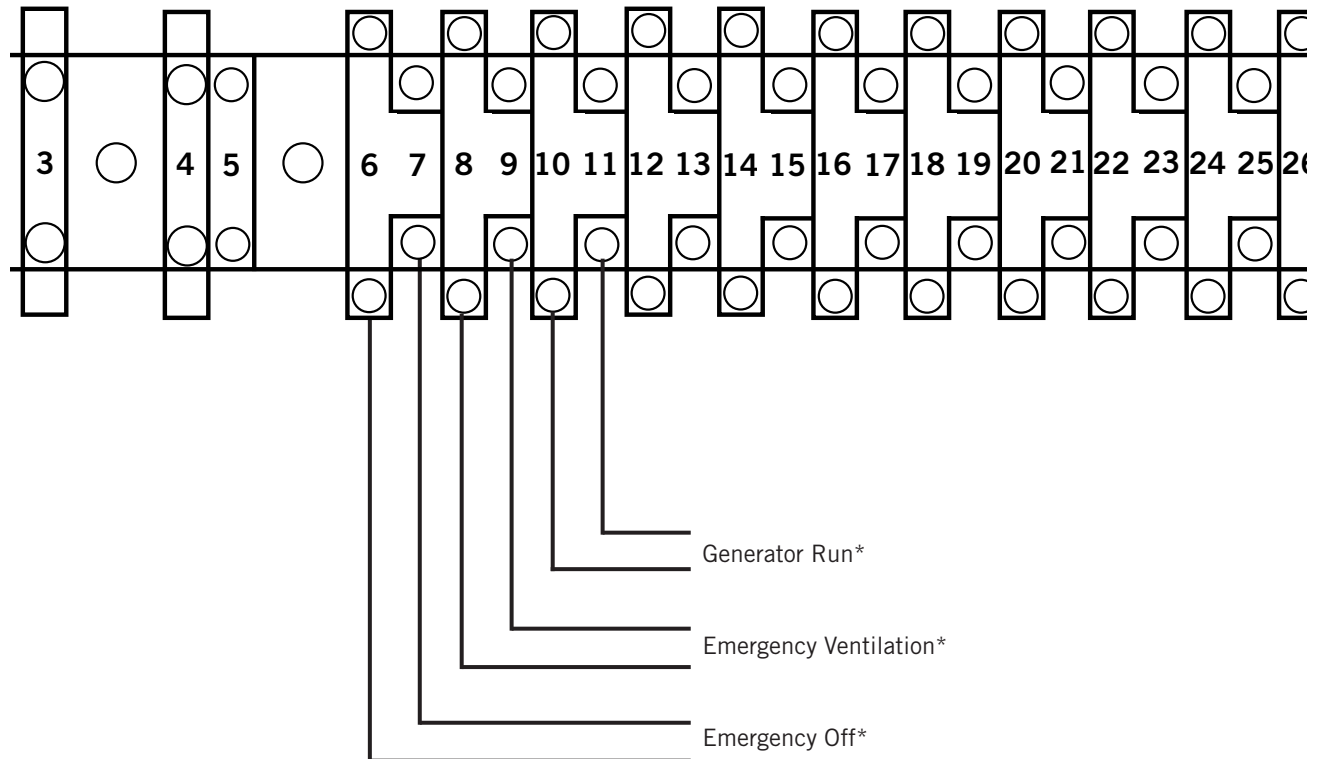 3 4 5 6 7 8 9 10 11 12 13 14 15 16 17 18 19 20 21 22 23 24 25 26
Generator Run*
Emergency Ventilation*
Emergency Off*